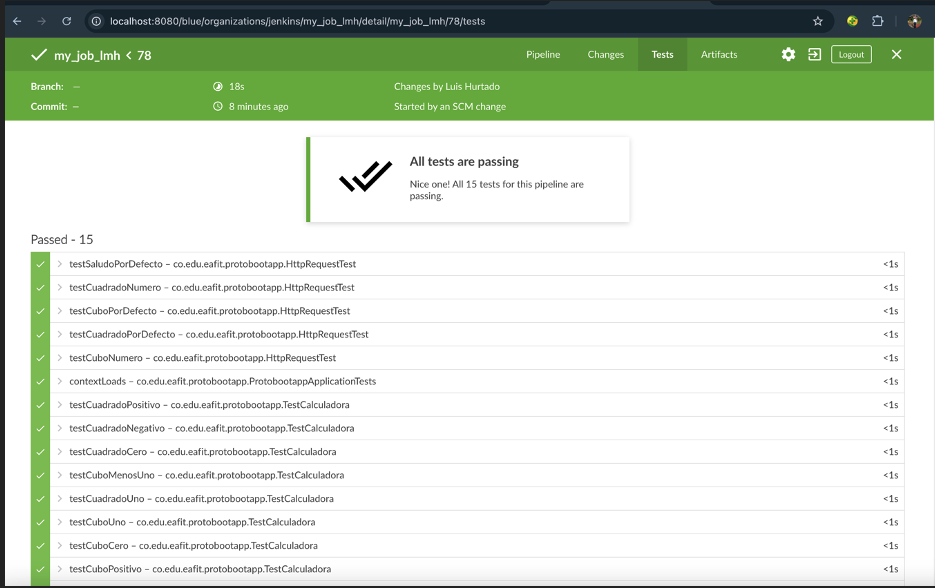 localhost:8080/blue/organizations/jenkins/my_job_lmh/detail/my_job_lmh/78/tests
my_job_lmh < 78
Pipeline Changes Tests Artifacts Logout
Branch: — 18s Changes by Luis Hurtado
Commit: — 8 minutes ago Started by an SCM change
All tests are passing
Nice one! All 15 tests for this pipeline are
passing.
Passed - 15
testSaludoPorDefecto – co.edu.eafit.protobootapp.HttpRequestTest <1s
testCuadradoNumero – co.edu.eafit.protobootapp.HttpRequestTest <1s
testCuboPorDefecto – co.edu.eafit.protobootapp.HttpRequestTest <1s
testCuadradoPorDefecto – co.edu.eafit.protobootapp.HttpRequestTest <1s
testCuboNumero – co.edu.eafit.protobootapp.HttpRequestTest <1s
contextLoads – co.edu.eafit.protobootapp.ProtobootappApplicationTests <1s
testCuadradoPositivo – co.edu.eafit.protobootapp.TestCalculadora <1s
testCuadradoNegativo – co.edu.eafit.protobootapp.TestCalculadora <1s
testCuadradoCero – co.edu.eafit.protobootapp.TestCalculadora <1s
testCuboMenosUno – co.edu.eafit.protobootapp.TestCalculadora <1s
testCuadradoUno – co.edu.eafit.protobootapp.TestCalculadora <1s
testCuboUno – co.edu.eafit.protobootapp.TestCalculadora <1s
testCuboCero – co.edu.eafit.protobootapp.TestCalculadora <1s
testCuboPositivo – co.edu.eafit.protobootapp.TestCalculadora <1s